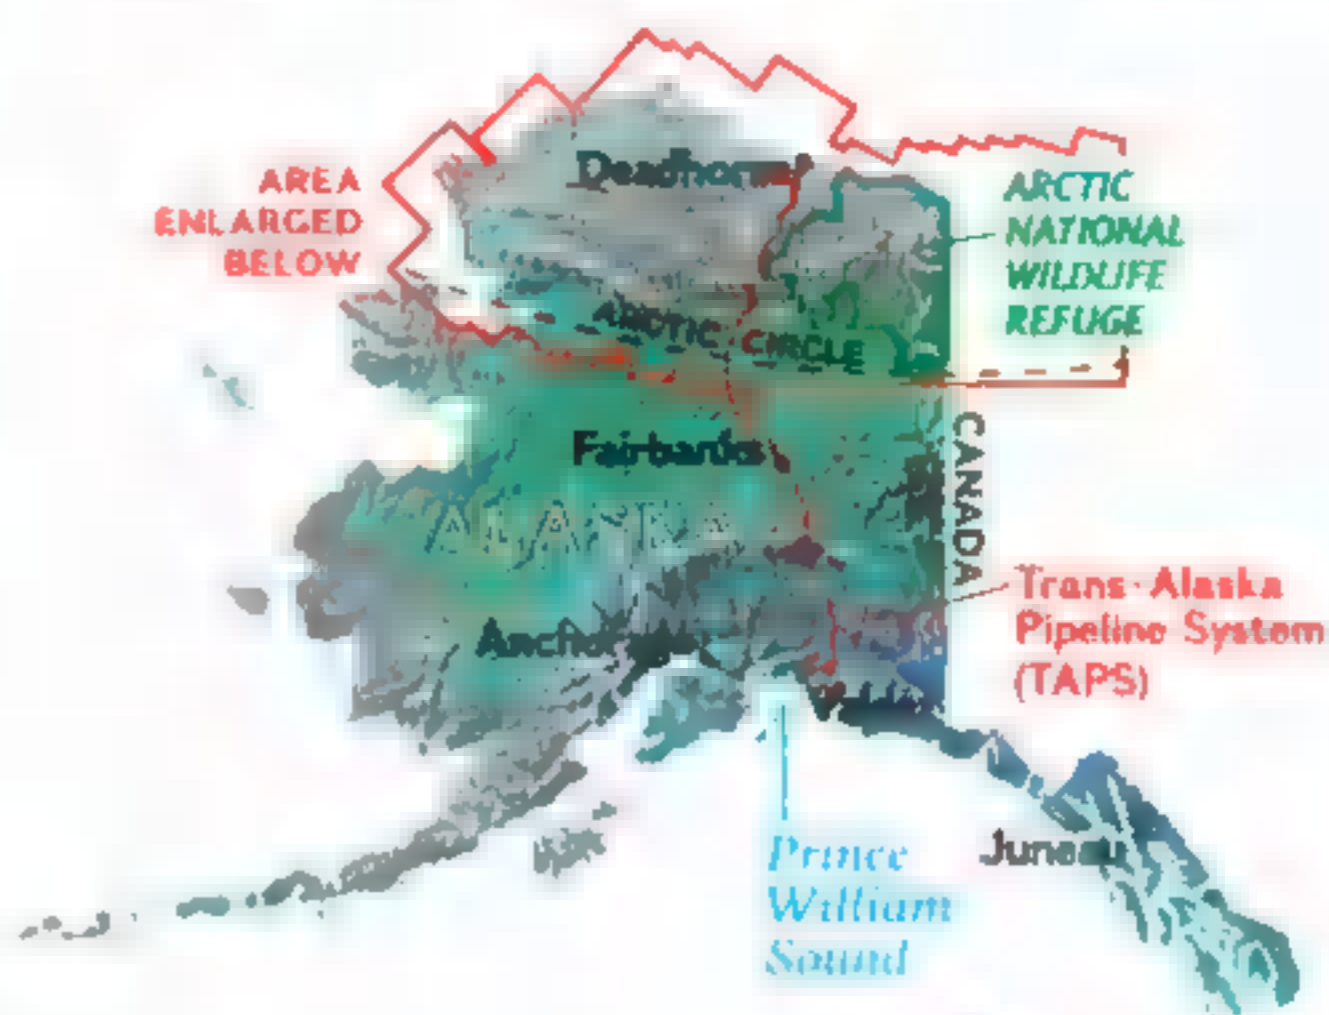 Deadhorse
AREA
ENLARGED
BELOW
ARCTIC
NATIONAL
WILDLIFE
REFUGE
ARCTIC CIRCLE
Fairbanks
CANADA
ALASKA
Trans-Alaska
Pipeline System
(TAPS)
Anchorage
Juneau
Prince
William
Sound